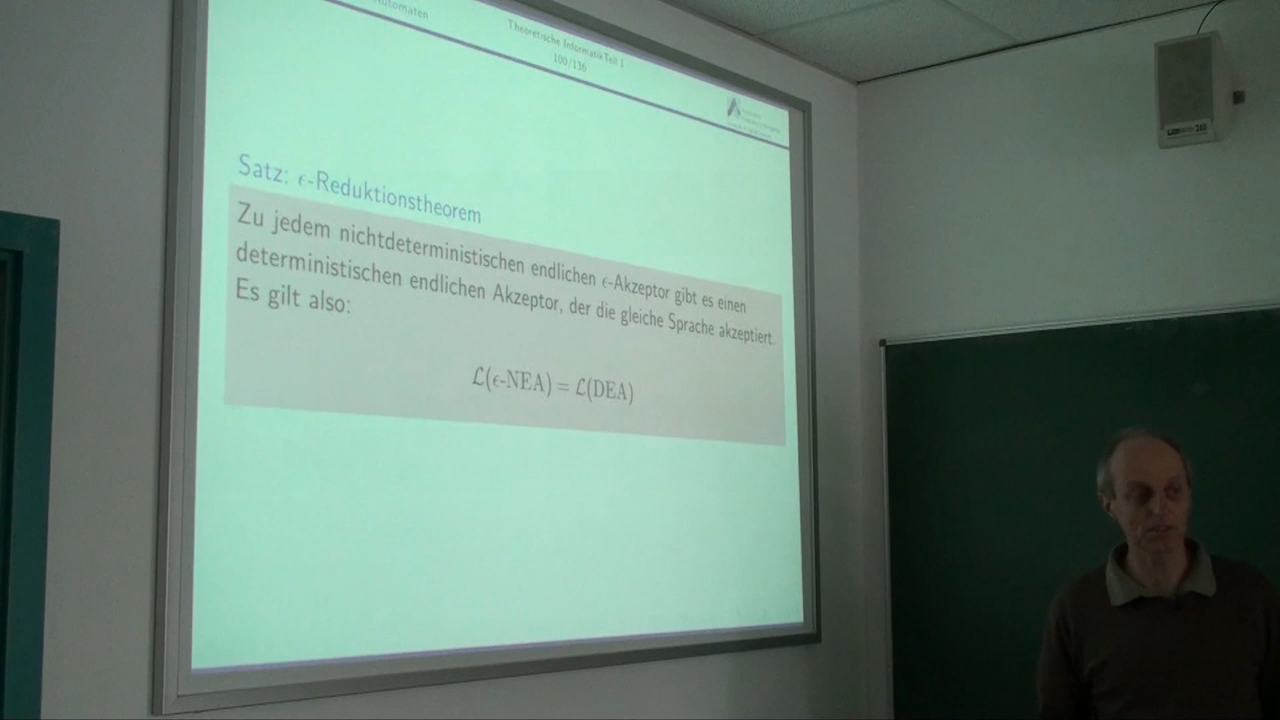 Automaten
Theoretische Informatik Teil 1
100/136
Satz: ϵ-Reduktionstheorem
Zu jedem nichtdeterministischen endlichen ϵ-Akzeptor gibt es einen
deterministischen endlichen Akzeptor, der die gleiche Sprache akzeptiert.
Es gilt also:
ℒ(ϵ-NEA) = ℒ(DEA)